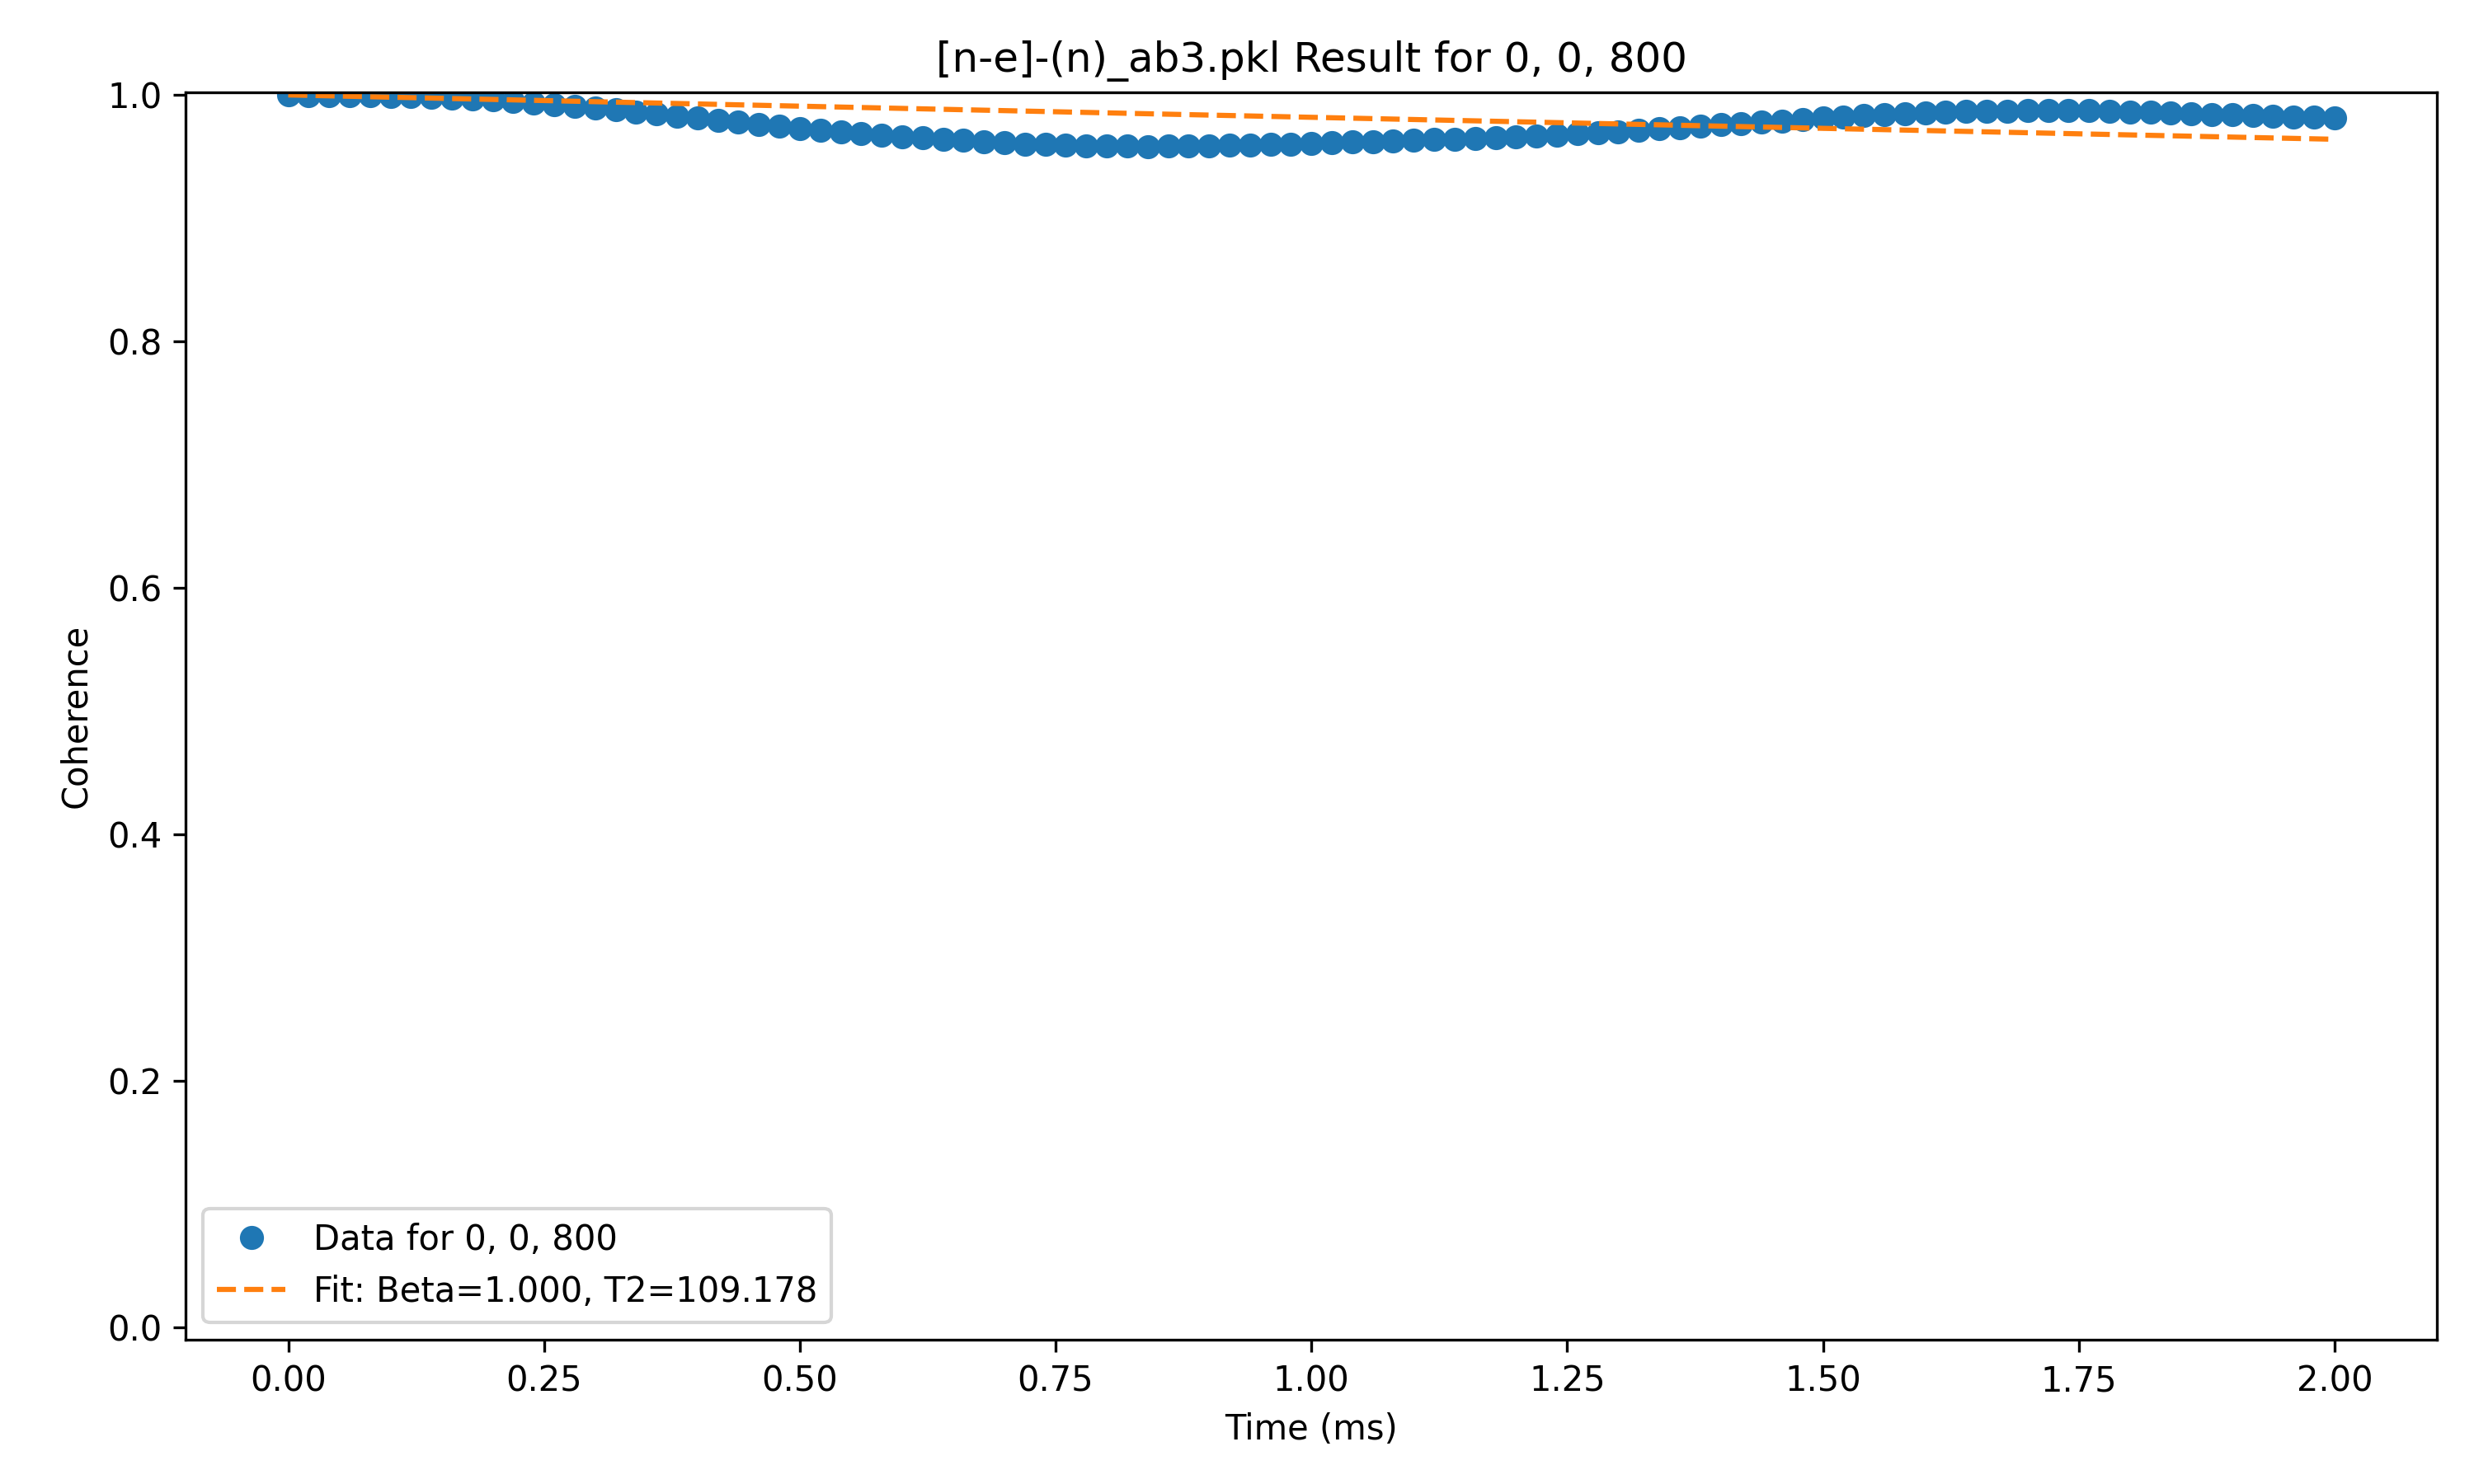 [n-e]-(n)_ab3.pkl Result for 0, 0, 800
1.0
0.8
0.6
0.4
0.2
0.0
Coherence
Data for 0, 0, 800
Fit: Beta=1.000, T2=109.178
0.00 0.25 0.50 0.75 1.00 1.25 1.50 1.75 2.00
Time (ms)